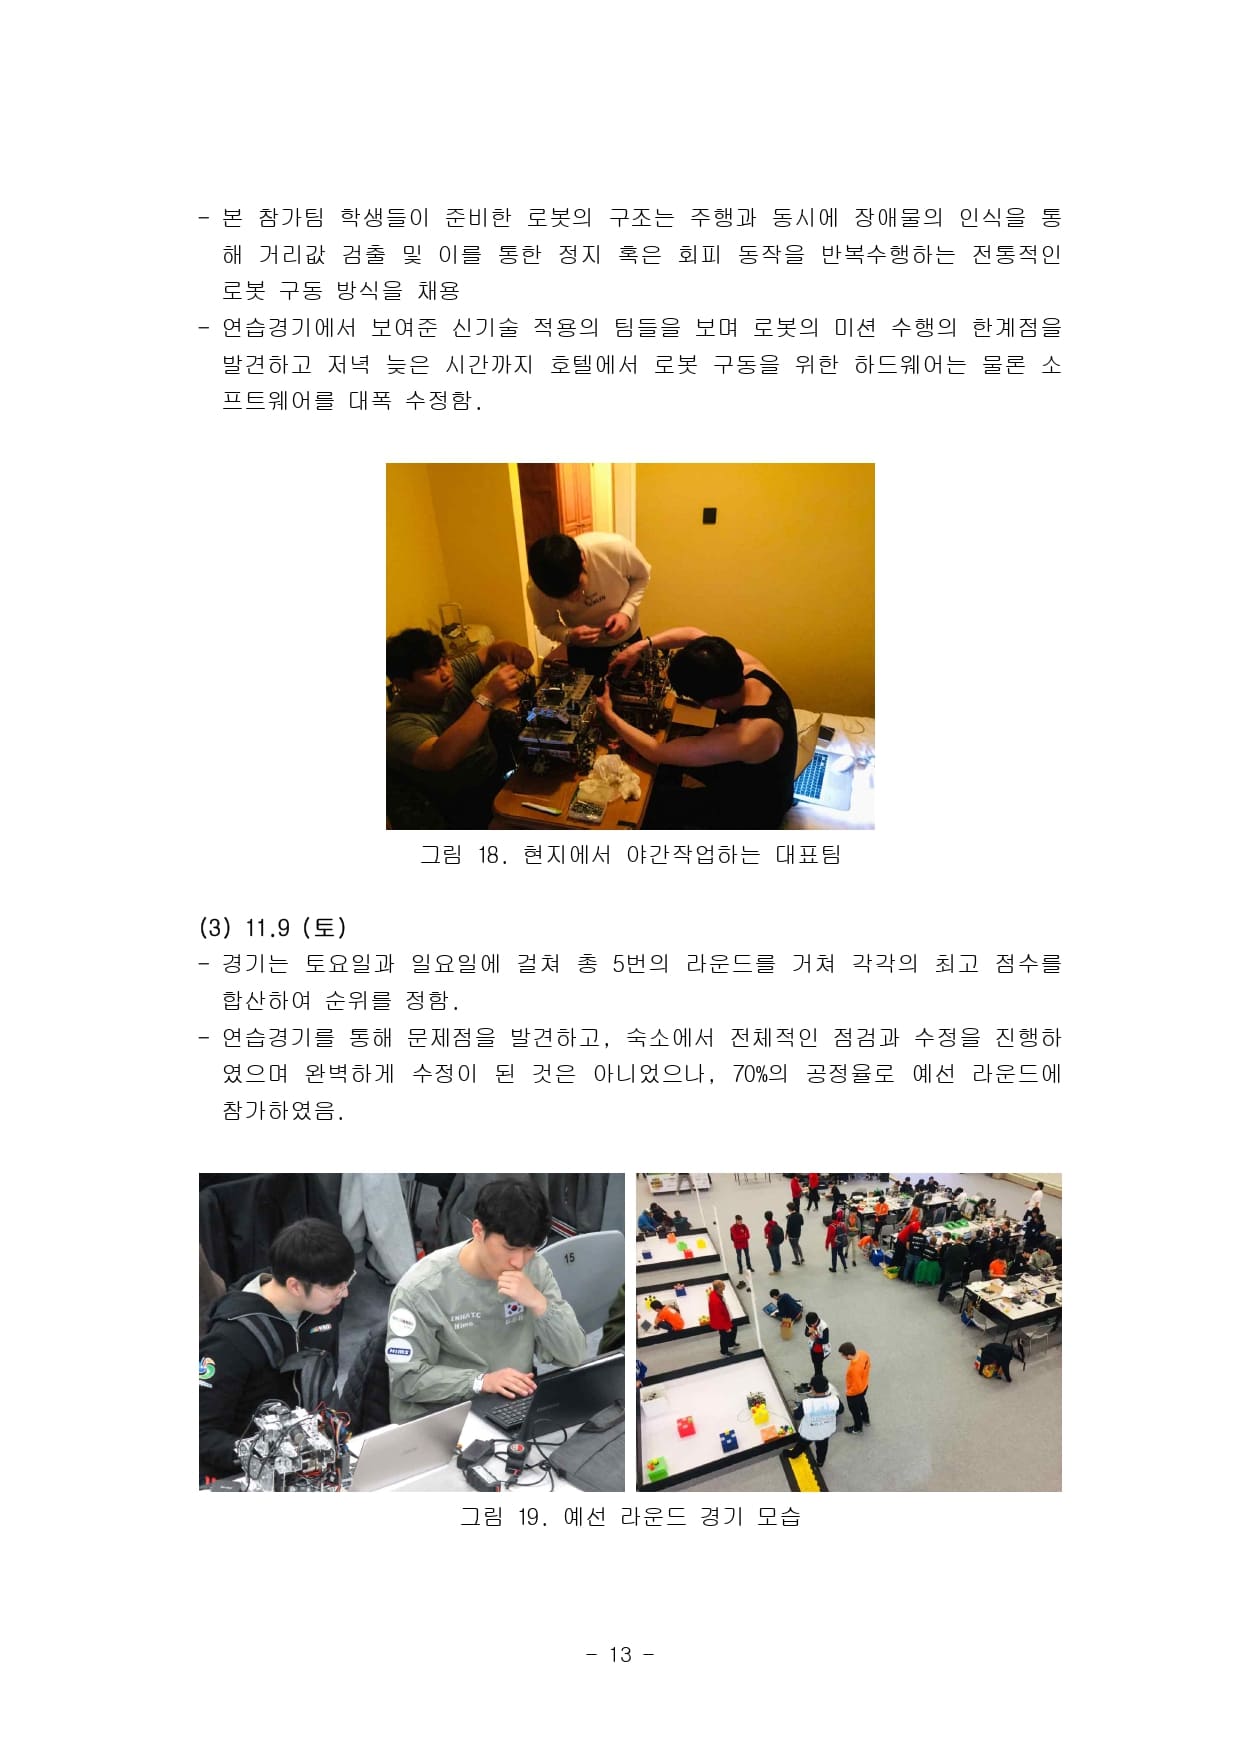 - 본 참가팀 학생들이 준비한 로봇의 구조는 주행과 동시에 장애물의 인식을 통
해 거리값 검출 및 이를 통한 정지 혹은 회피 동작을 반복수행하는 전통적인
로봇 구동 방식을 채용
- 연습경기에서 보여준 신기술 적용의 팀들을 보며 로봇의 미션 수행의 한계점을
발견하고 저녁 늦은 시간까지 호텔에서 로봇 구동을 위한 하드웨어는 물론 소
프트웨어를 대폭 수정함.
그림 18. 현지에서 야간작업하는 대표팀
(3) 11.9 (토)
- 경기는 토요일과 일요일에 걸쳐 총 5번의 라운드를 거쳐 각각의 최고 점수를
합산하여 순위를 정함.
- 연습경기를 통해 문제점을 발견하고, 숙소에서 전체적인 점검과 수정을 진행하
였으며 완벽하게 수정이 된 것은 아니었으나, 70%의 공정율로 예선 라운드에
참가하였음.
15
그림 19. 예선 라운드 경기 모습
- 13 -